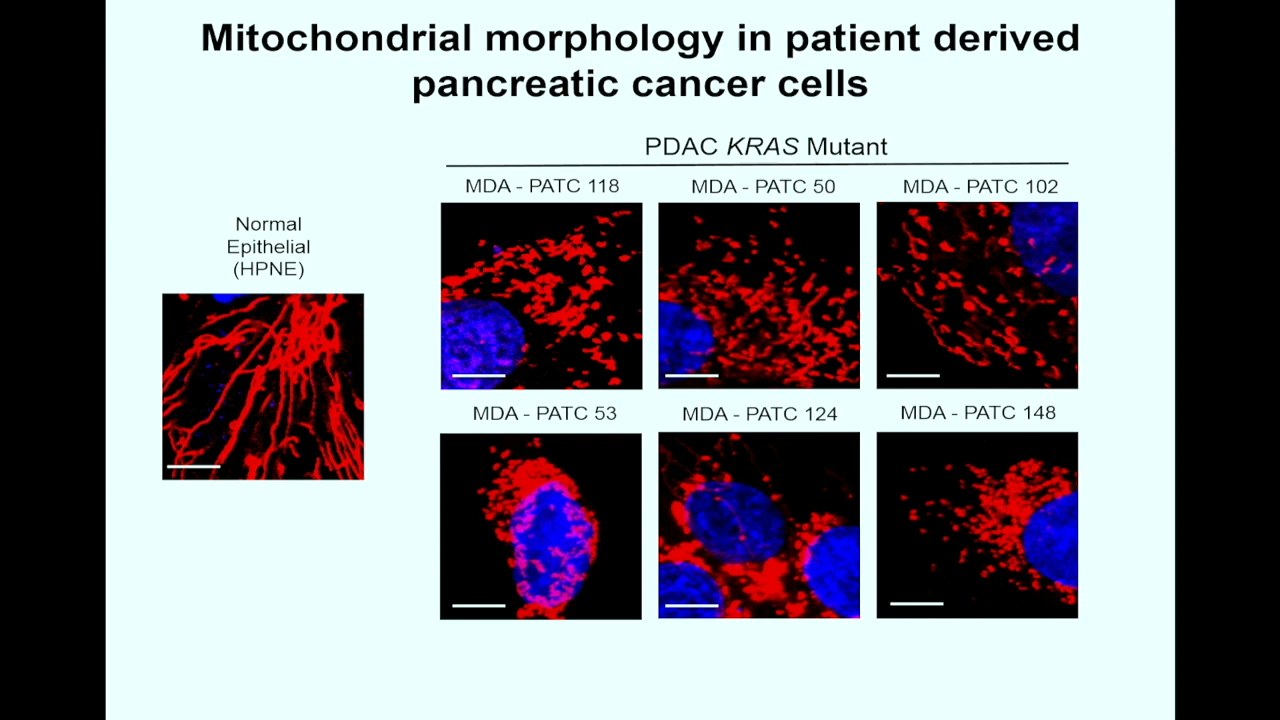 Mitochondrial morphology in patient derived
pancreatic cancer cells
PDAC KRAS Mutant
MDA - PATC 118
MDA - PATC 50
MDA - PATC 102
Normal
Epithelial
(HPNE)
MDA - PATC 53
MDA - PATC 124
MDA - PATC 148